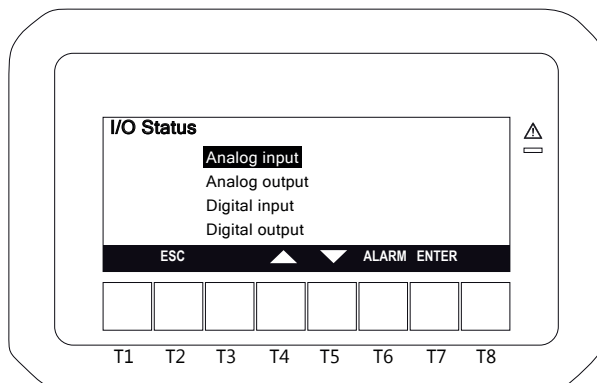 I/O Status
Analog input
Analog output
Digital input
Digital output
ESC ALARM ENTER
T1 T2 T3 T4 T5 T6 T7 T8